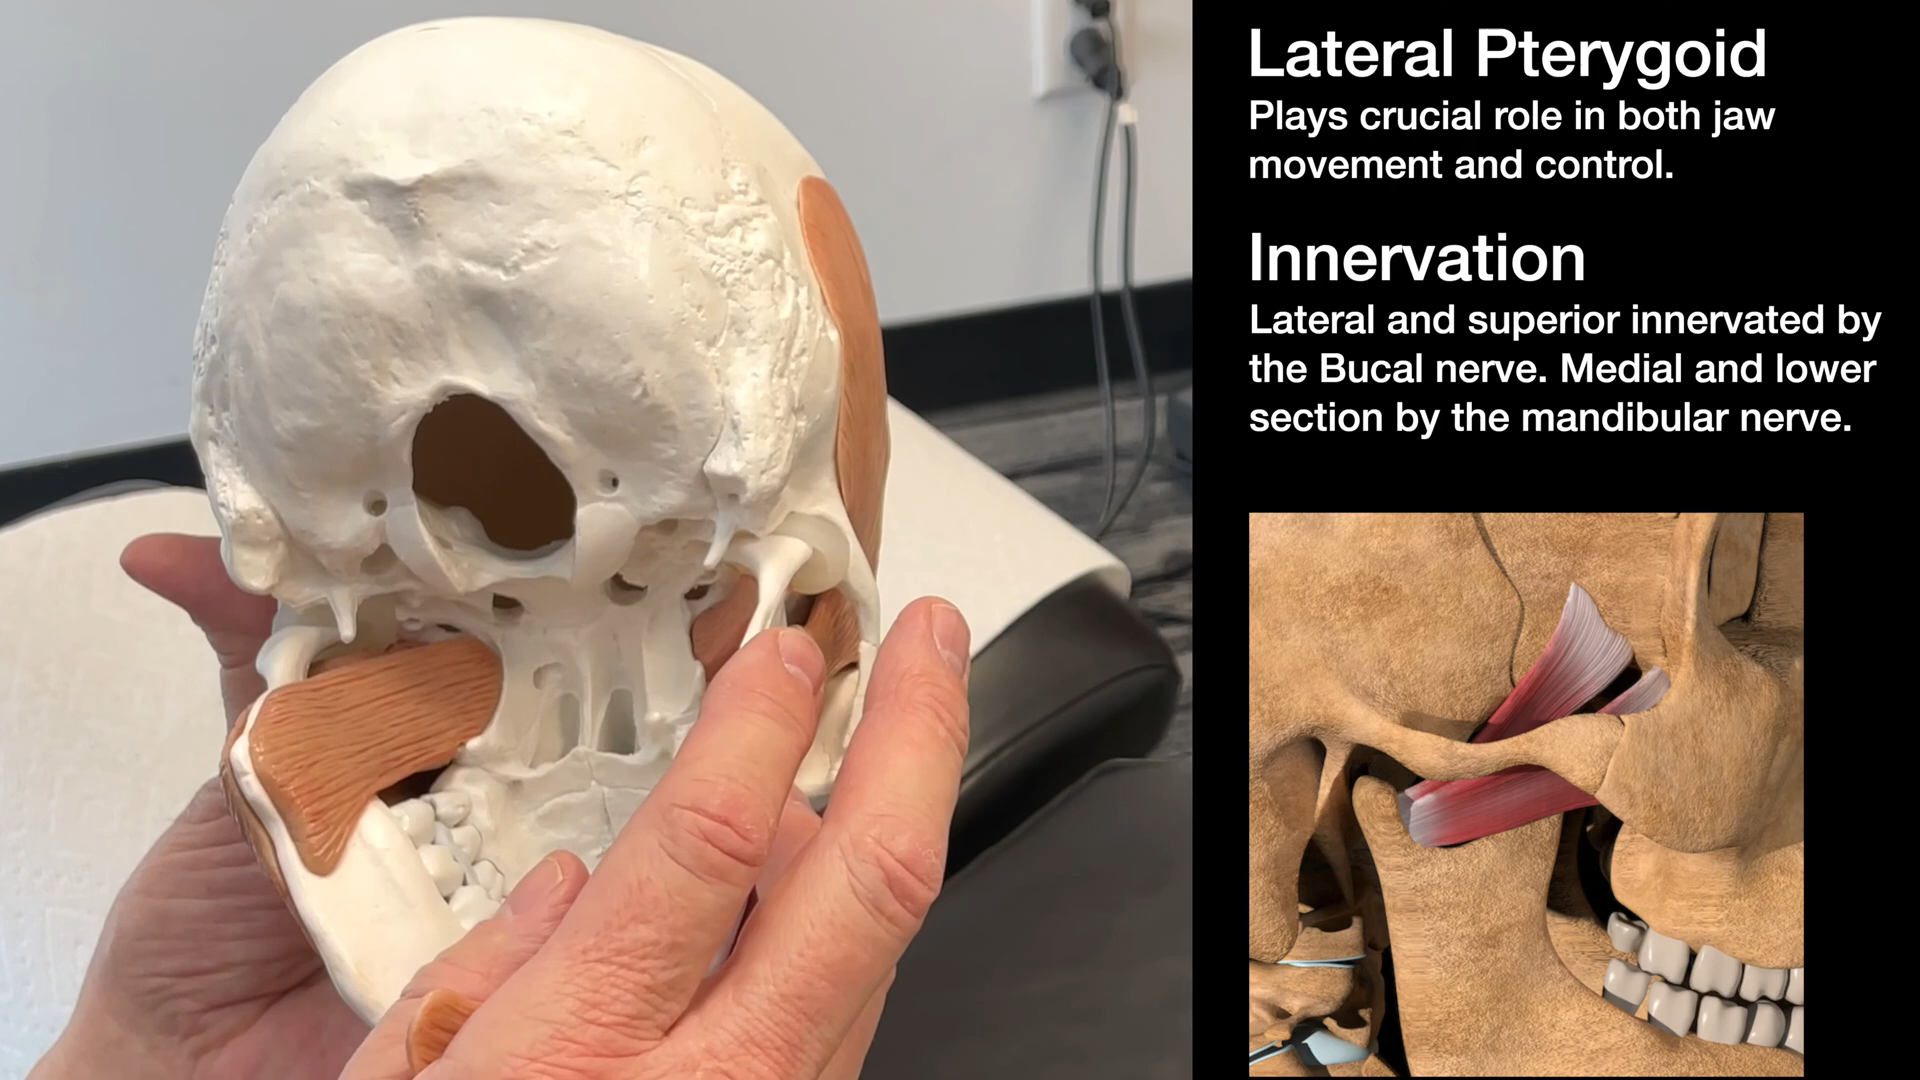 Lateral Pterygoid
Plays crucial role in both jaw
movement and control.
Innervation
Lateral and superior innervated by
the Bucal nerve. Medial and lower
section by the mandibular nerve.